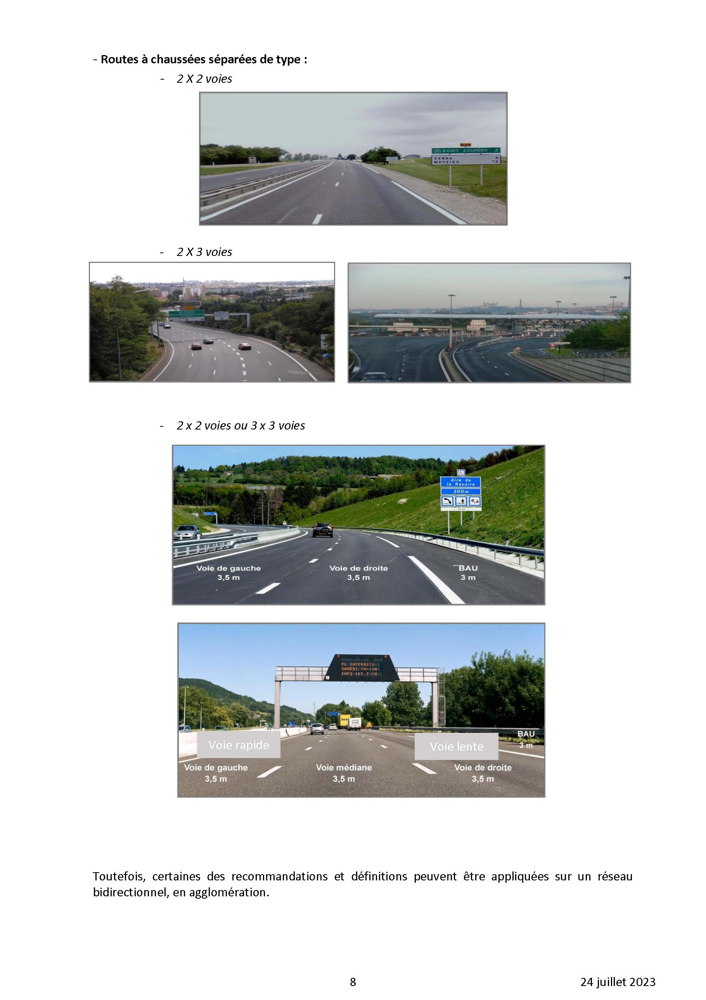 - Routes à chaussées séparées de type :
- 2 X 2 voies
D29
SAINT EXUPÉRY 2
GENAS 9
MEYZIEU 12
- 2 X 3 voies
- 2 x 2 voies ou 3 x 3 voies
Aire de
la Ravoire
300m
Voie de gauche
3,5 m
Voie de droite
3,5 m
BAU
3 m
PL INTERDITS
SAMEDI 7H-19H
INFO 107.7 FM
Voie rapide
Voie lente
BAU
3 m
Voie de gauche
3,5 m
Voie médiane
3,5 m
Voie de droite
3,5 m
Toutefois, certaines des recommandations et définitions peuvent être appliquées sur un réseau
bidirectionnel, en agglomération.
8
24 juillet 2023